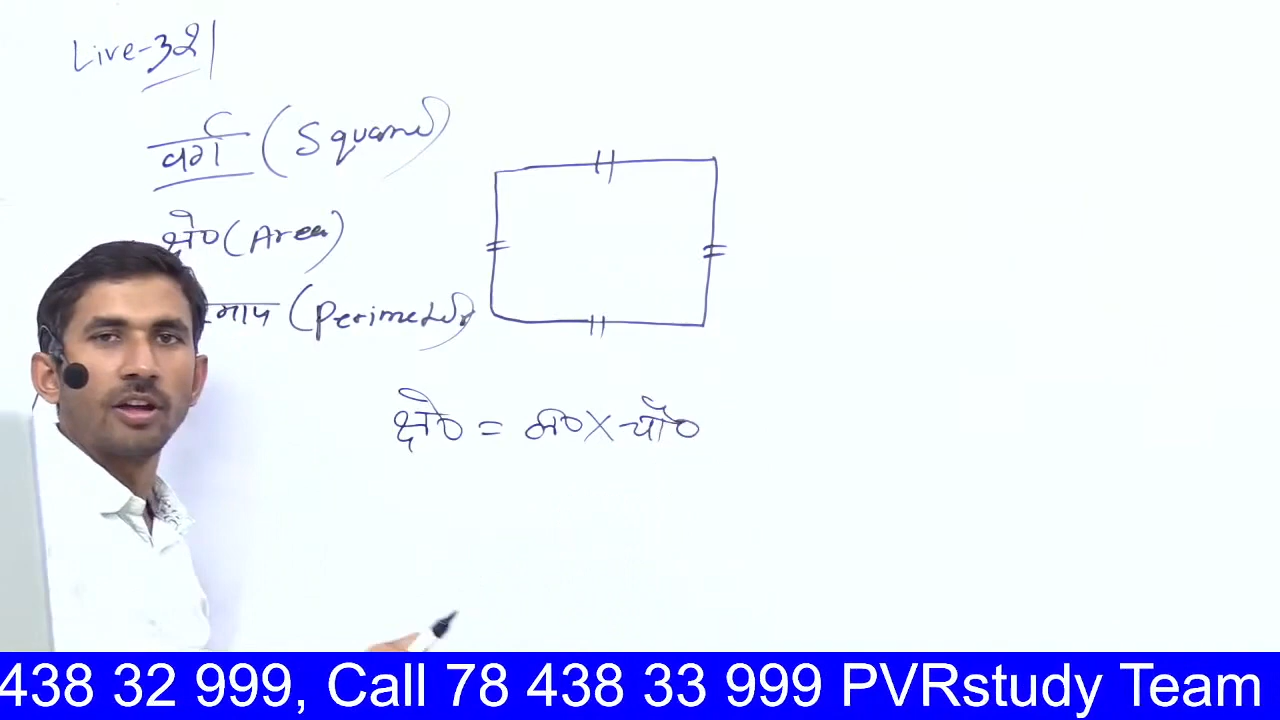 Live-321
वर्ग (Square)
क्षे० (Area)
माप (Perimeter)
क्षे० = ल० X चौ०
438 32 999, Call 78 438 33 999 PVRstudy Team